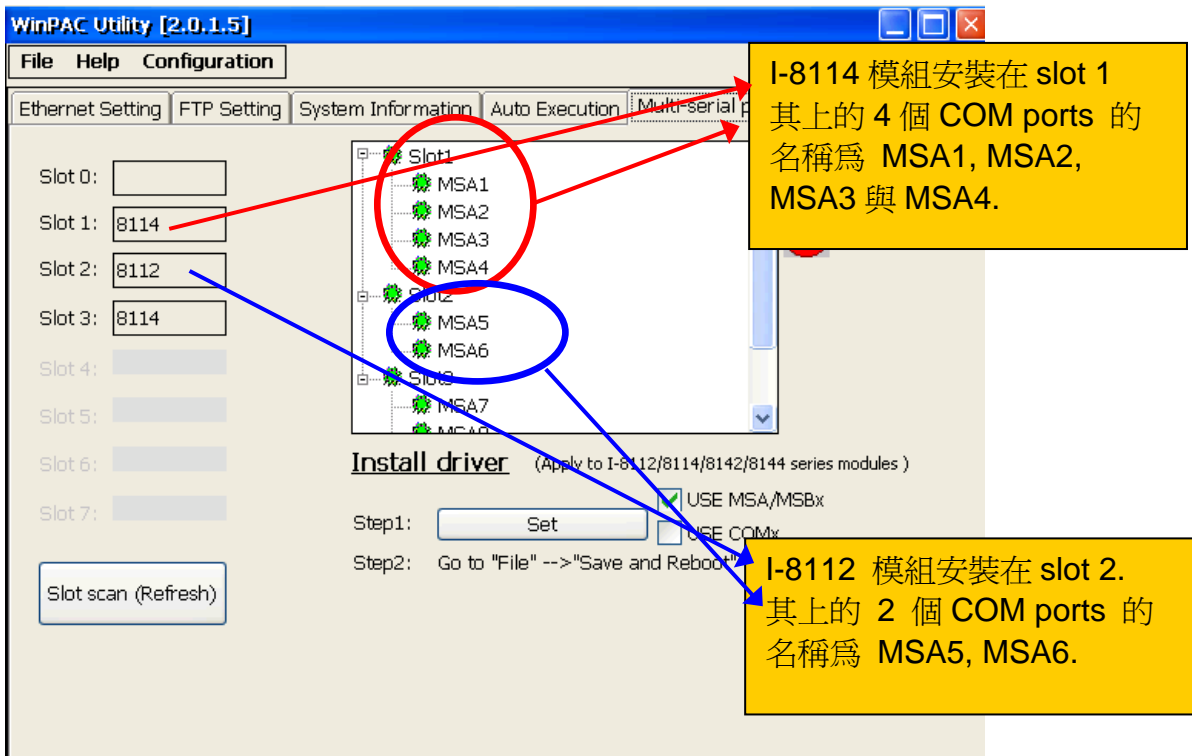 WinPAC Utility [2.0.1.5]
File Help Configuration
Ethernet Setting
FTP Setting
System Information
Auto Execution
Multi-serial
Slot 0:
Slot 1: 8114
Slot 2: 8112
Slot 3: 8114
Slot 4:
Slot 5:
Slot 6:
Slot 7:
Slot scan (Refresh)
Slot1
MSA1
MSA2
MSA3
MSA4
Slot2
MSA5
MSA6
Slot3
MSA7
Install driver (Apply to I-8112/8114/8142/8144 series modules )
USE MSA/MSBx
Step1: Set
USE COMx
Step2: Go to "File" -->"Save and Reboot"
I-8114 模組安裝在 slot 1
其上的 4 個 COM ports 的
名稱爲 MSA1, MSA2,
MSA3 與 MSA4.
I-8112 模組安裝在 slot 2.
其上的 2 個 COM ports 的
名稱爲 MSA5, MSA6.